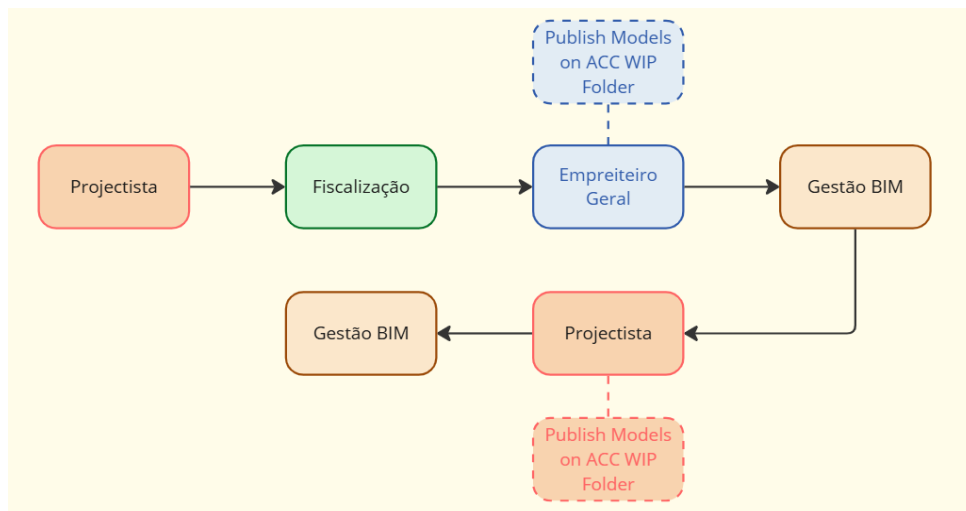 Publish Models
on ACC WIP
Folder
Projectista
Fiscalização
Empreiteiro
Geral
Gestão BIM
Gestão BIM
Projectista
Publish Models
on ACC WIP
Folder